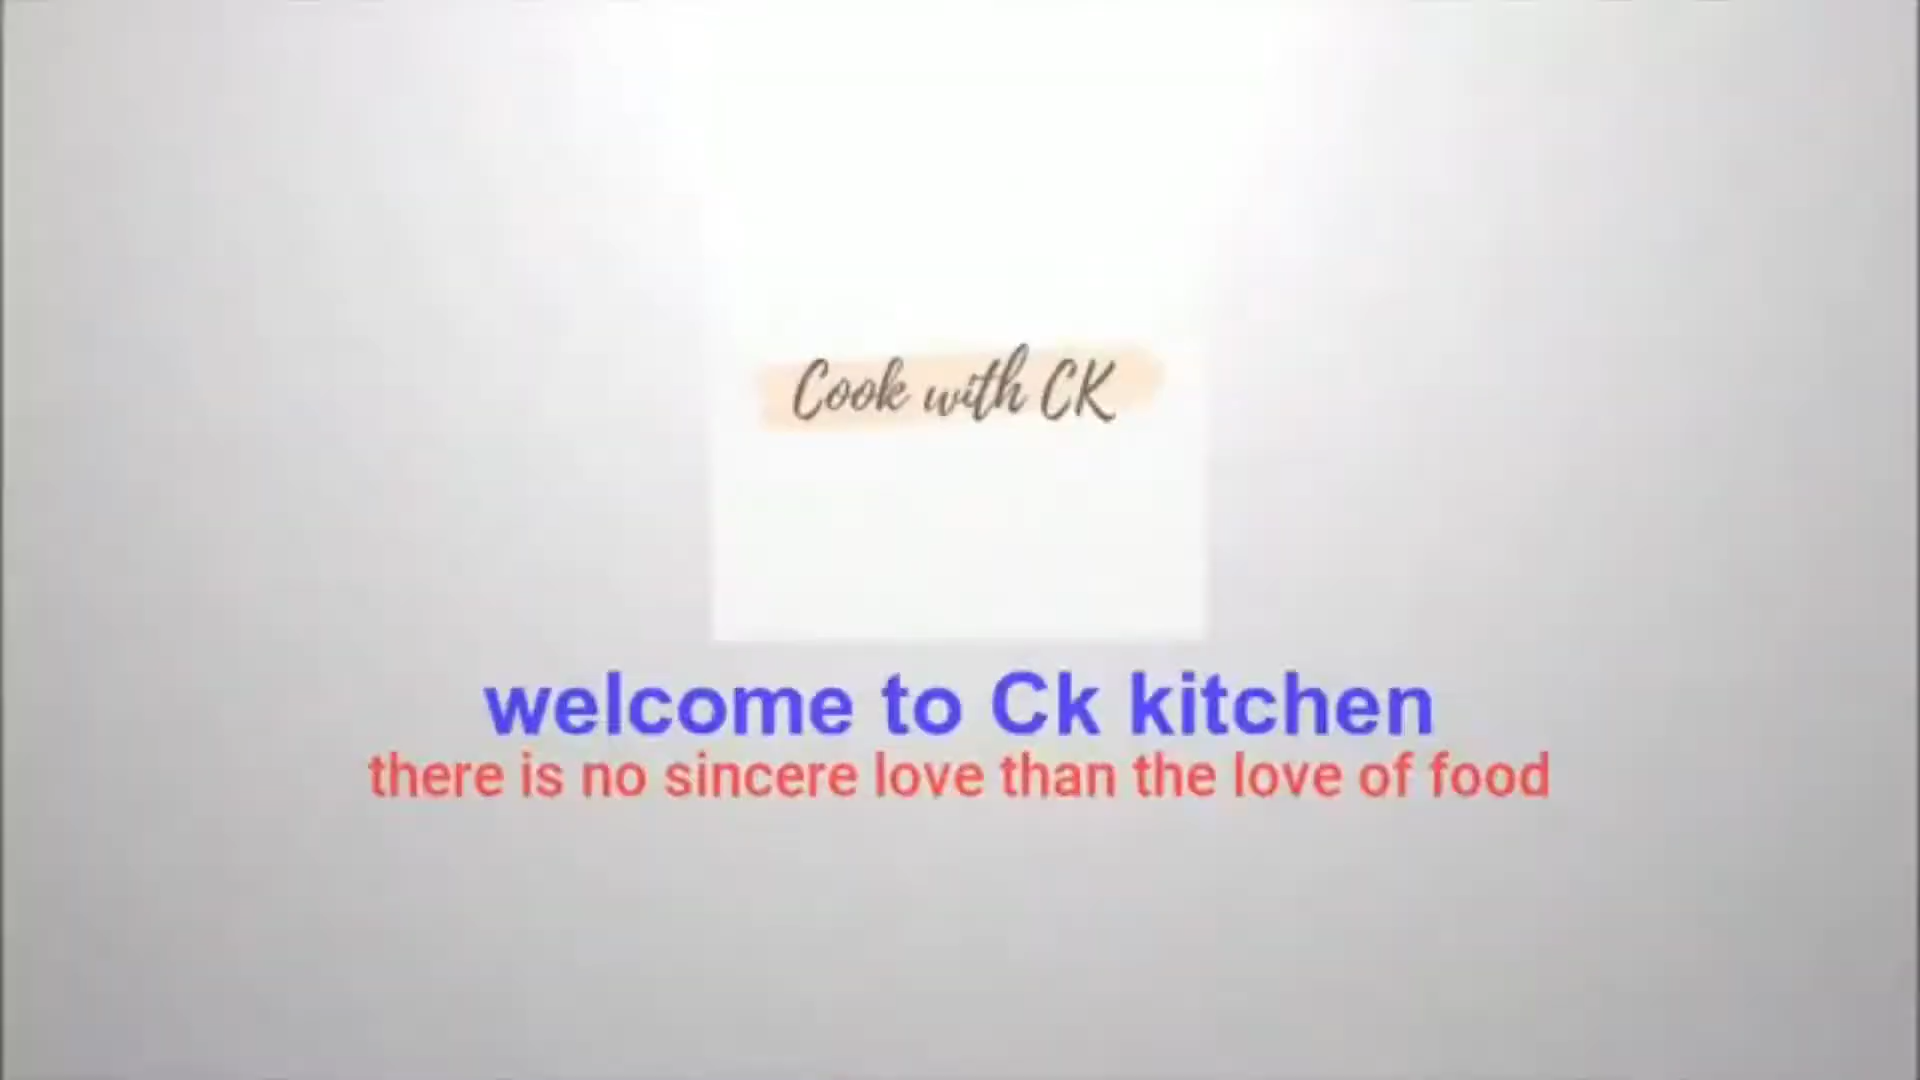 Cook with CK
welcome to Ck kitchen
there is no sincere love than the love of food